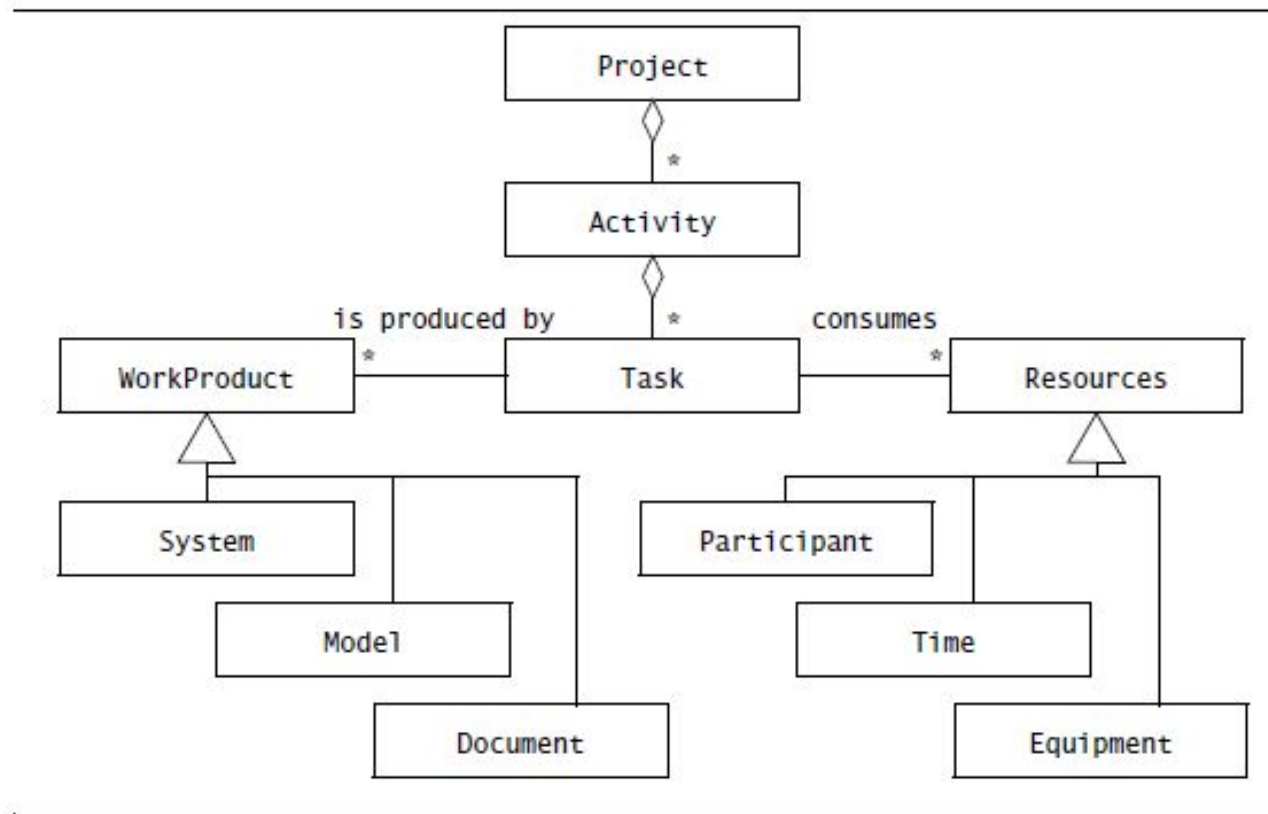 Project
*
Activity
is produced by
*
consumes
*
*
WorkProduct
Task
Resources
System
Participant
Model
Time
Document
Equipment